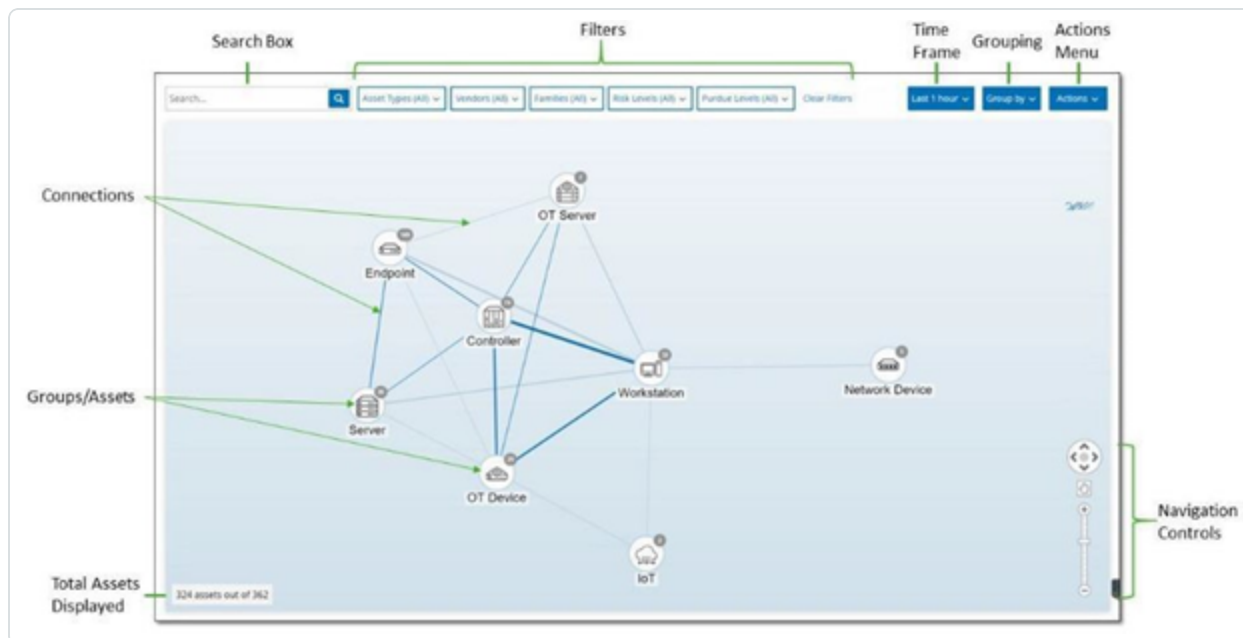 Search Box
Filters
Time
Frame
Grouping
Actions
Menu
Search...
Asset Types (All)
Vendors (All)
Families (All)
Risk Levels (All)
Purdue Levels (All)
Clear Filters
Last 1 hour
Group by
Actions
Connections
OT Server
Endpoint
Controller
Groups/Assets
Workstation
Network Device
Server
OT Device
Navigation
Controls
IoT
Total Assets
Displayed
324 assets out of 362